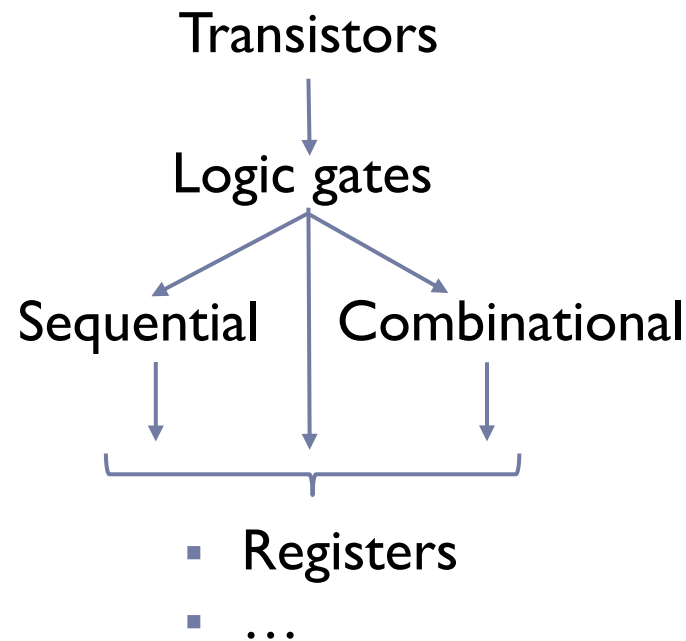 Transistors
Logic gates
Sequential Combinational
▪ Registers
▪ …